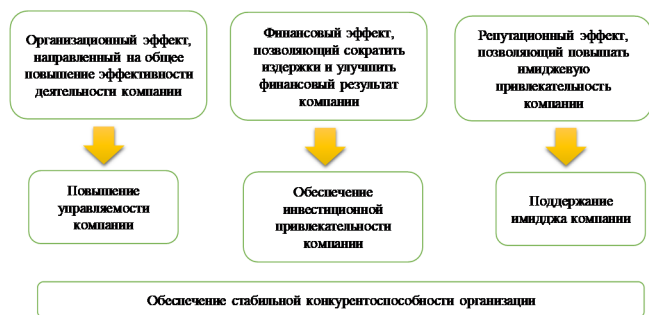 Организационный эффект,
направленный на общее
повышение эффективности
деятельности компании
Финансовый эффект,
позволяющий сократить
издержки и улучшить
финансовый результат
компании
Репутационный эффект,
позволяющий повышать
имиджевую
привлекательность
компании
Повышение
управляемости
компании
Обеспечение
инвестиционной
привлекательности
компании
Поддержание
имидджа компании
Обеспечение стабильной конкурентоспособности организации